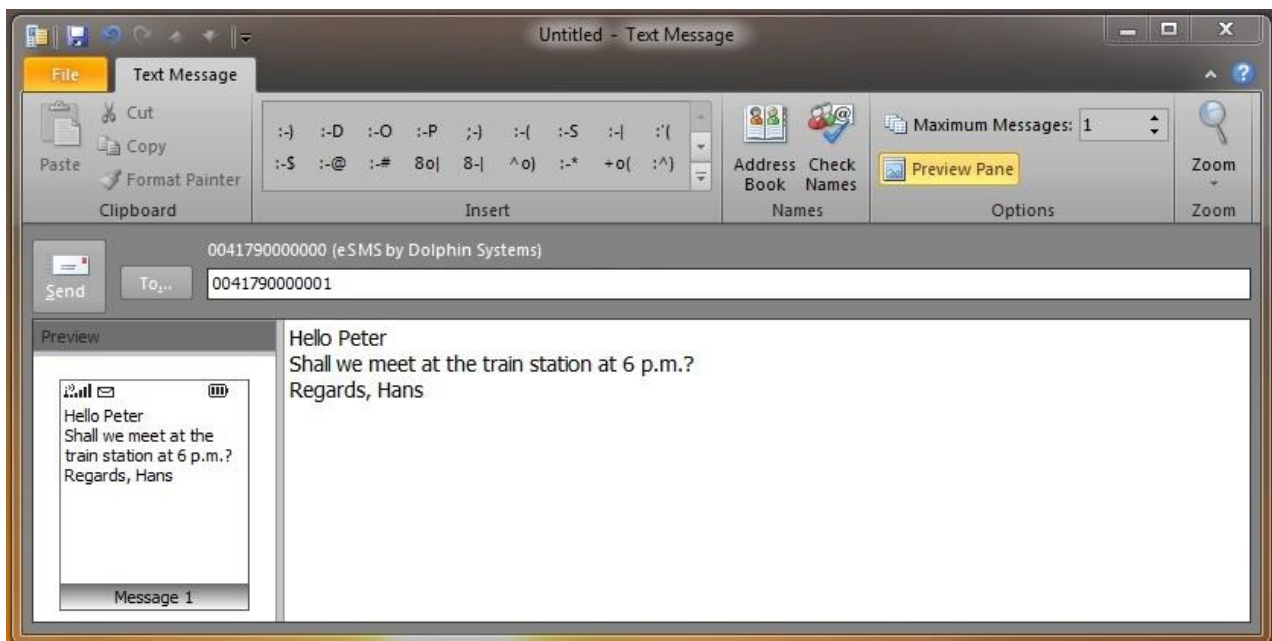 Untitled - Text Message
File
Text Message
Paste
Cut
Copy
Format Painter
Clipboard
:-) :-D :-O :-P ;-) :-( :-S :-| :'(
:-$ :-@ :-# 8o| 8-| ^o) :-* +o( :^)
Insert
Address Book
Check Names
Names
Maximum Messages: 1
Preview Pane
Options
Zoom
Zoom
Send
To...
0041790000000 (eSMS by Dolphin Systems)
0041790000001
Preview
Hello Peter
Shall we meet at the
train station at 6 p.m.?
Regards, Hans
Message 1
Hello Peter
Shall we meet at the train station at 6 p.m.?
Regards, Hans